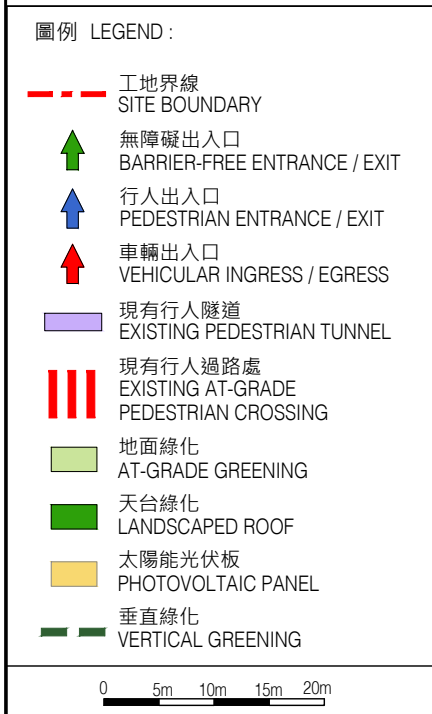 圖例 LEGEND :
工地界線
SITE BOUNDARY
無障礙出入口
BARRIER-FREE ENTRANCE / EXIT
行人出入口
PEDESTRIAN ENTRANCE / EXIT
車輛出入口
VEHICULAR INGRESS / EGRESS
現有行人隧道
EXISTING PEDESTRIAN TUNNEL
現有行人過路處
EXISTING AT-GRADE
PEDESTRIAN CROSSING
地面綠化
AT-GRADE GREENING
天台綠化
LANDSCAPED ROOF
太陽能光伏板
PHOTOVOLTAIC PANEL
垂直綠化
VERTICAL GREENING
0 5m 10m 15m 20m